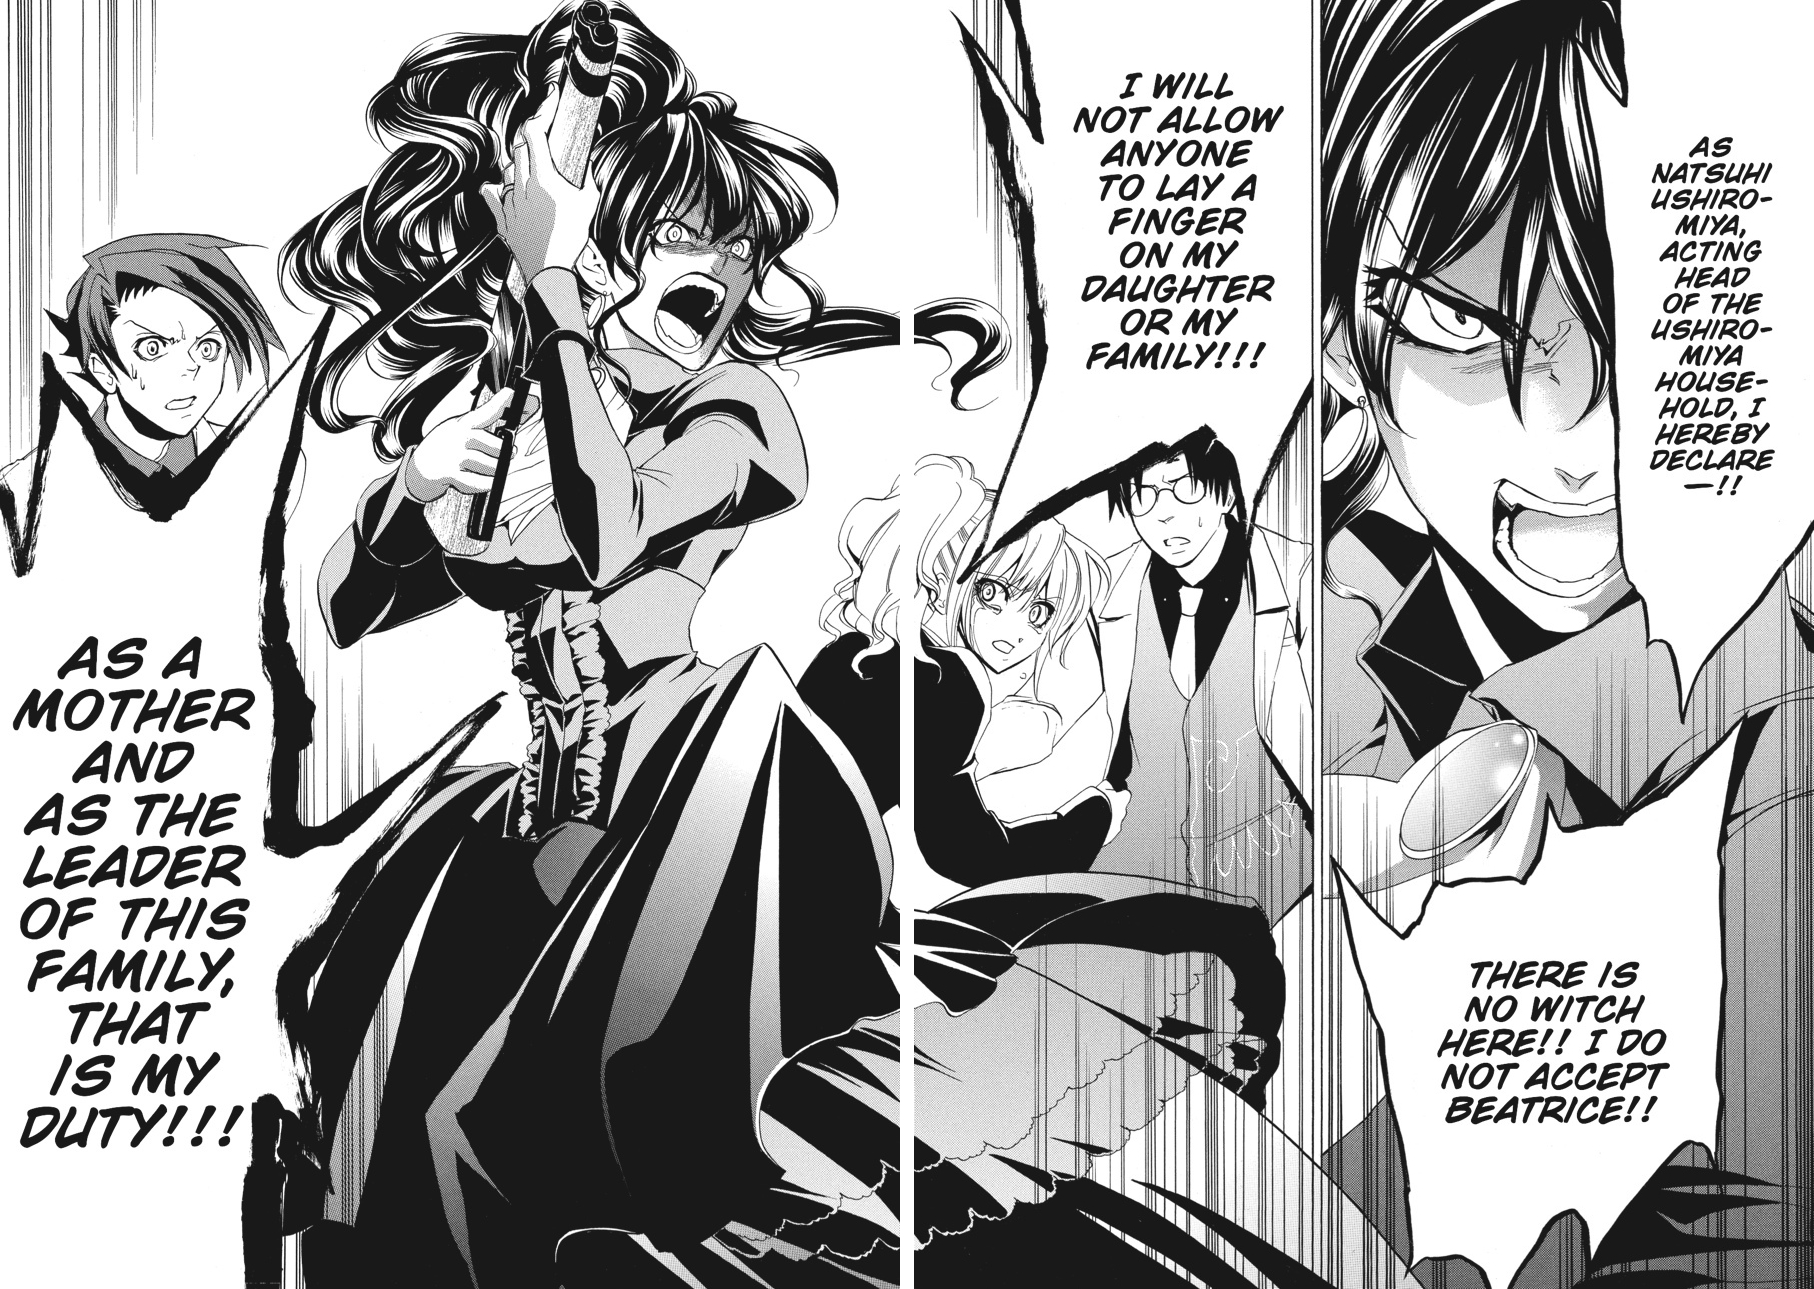 AS
NATSUHI
USHIRO-
MIYA,
ACTING
HEAD
OF THE
USHIRO-
MIYA
HOUSE-
HOLD, I
HEREBY
DECLARE
—!!
THERE IS
NO WITCH
HERE!! I DO
NOT ACCEPT
BEATRICE!!
I WILL
NOT ALLOW
ANYONE
TO LAY A
FINGER
ON MY
DAUGHTER
OR MY
FAMILY!!!
AS A
MOTHER
AND
AS THE
LEADER
OF THIS
FAMILY,
THAT
IS MY
DUTY!!!